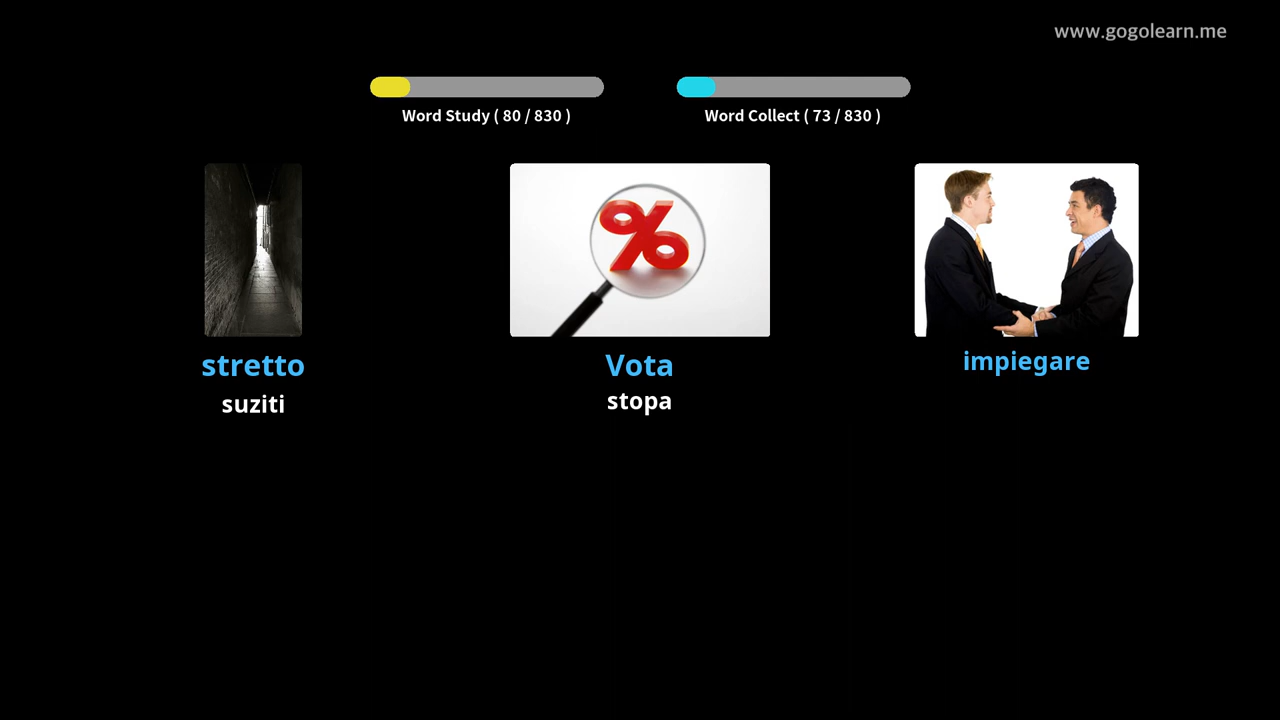 www.gogolearn.me
Word Study ( 80 / 830 )
Word Collect ( 73 / 830 )
%
stretto
suziti
Vota
stopa
impiegare